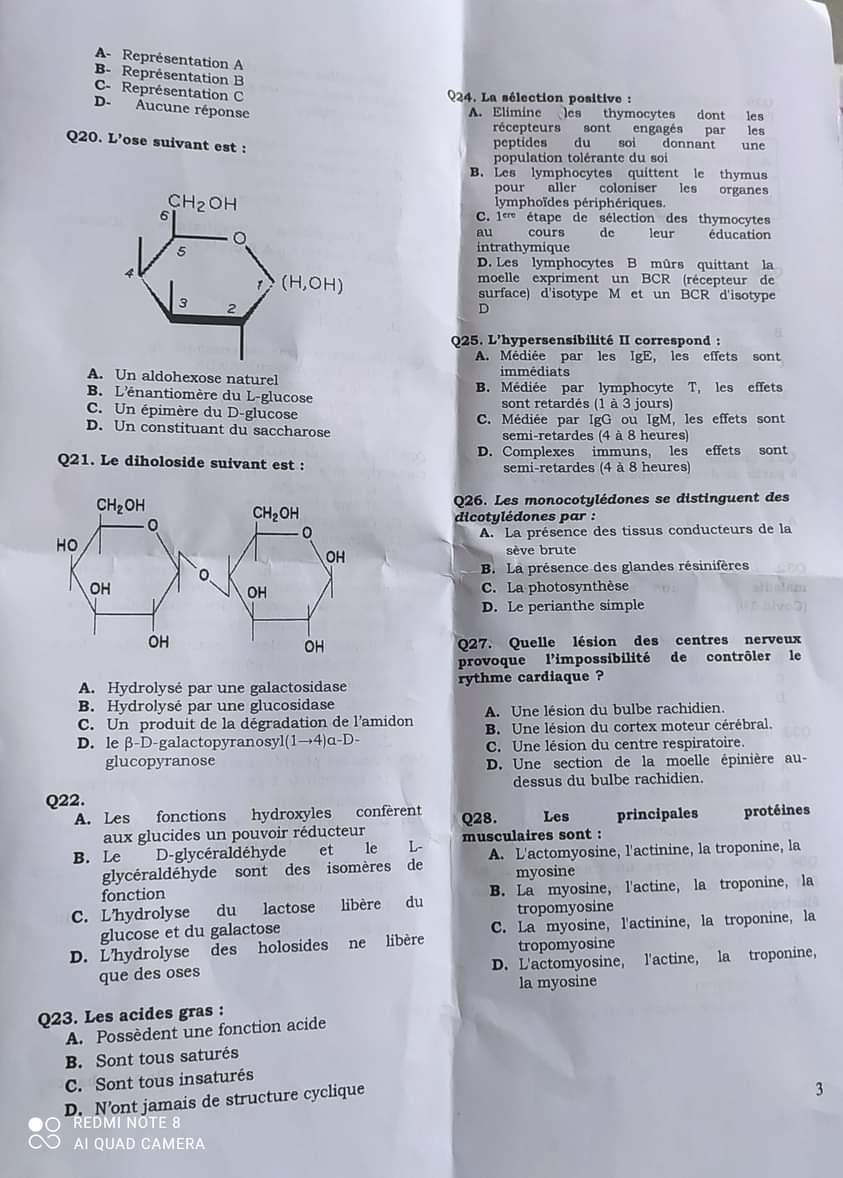 A- Représentation A
B- Représentation B
C- Représentation C
D- Aucune réponse
Q20. L'ose suivant est :
CH2OH
6
O
5
4
1
(H,OH)
3
2
A. Un aldohexose naturel
B. L'énantiomère du L-glucose
C. Un épimère du D-glucose
D. Un constituant du saccharose
Q21. Le diholoside suivant est :
CH2OH
CH2OH
O
O
HO
OH
O
OH
OH
OH
OH
A. Hydrolysé par une galactosidase
B. Hydrolysé par une glucosidase
C. Un produit de la dégradation de l'amidon
D. le β-D-galactopyranosyl(1→4)α-D-
glucopyranose
Q22.
A. Les fonctions hydroxyles confèrent
aux glucides un pouvoir réducteur
B. Le D-glycéraldéhyde et le L-
glycéraldéhyde sont des isomères de
fonction
C. L'hydrolyse du lactose libère du
glucose et du galactose
D. L'hydrolyse des holosides ne libère
que des oses
Q23. Les acides gras :
A. Possèdent une fonction acide
B. Sont tous saturés
C. Sont tous insaturés
D. N'ont jamais de structure cyclique
Q24. La sélection positive :
A. Elimine les thymocytes dont les
récepteurs sont engagés par les
peptides du soi donnant une
population tolérante du soi
B. Les lymphocytes quittent le thymus
pour aller coloniser les organes
lymphoïdes périphériques.
C. 1ere étape de sélection des thymocytes
au cours de leur éducation
intrathymique
D. Les lymphocytes B mûrs quittant la
moelle expriment un BCR (récepteur de
surface) d'isotype M et un BCR d'isotype
D
Q25. L'hypersensibilité II correspond :
A. Médiée par les IgE, les effets sont
immédiats
B. Médiée par lymphocyte T, les effets
sont retardés (1 à 3 jours)
C. Médiée par IgG ou IgM, les effets sont
semi-retardes (4 à 8 heures)
D. Complexes immuns, les effets sont
semi-retardes (4 à 8 heures)
Q26. Les monocotylédones se distinguent des
dicotylédones par :
A. La présence des tissus conducteurs de la
sève brute
B. La présence des glandes résinifères
C. La photosynthèse
D. Le perianthe simple
Q27. Quelle lésion des centres nerveux
provoque l'impossibilité de contrôler le
rythme cardiaque ?
A. Une lésion du bulbe rachidien.
B. Une lésion du cortex moteur cérébral.
C. Une lésion du centre respiratoire.
D. Une section de la moelle épinière au-
dessus du bulbe rachidien.
Q28. Les principales protéines
musculaires sont :
A. L'actomyosine, l'actinine, la troponine, la
myosine
B. La myosine, l'actine, la troponine, la
tropomyosine
C. La myosine, l'actinine, la troponine, la
tropomyosine
D. L'actomyosine, l'actine, la troponine,
la myosine
3
REDMI NOTE 8
AI QUAD CAMERA